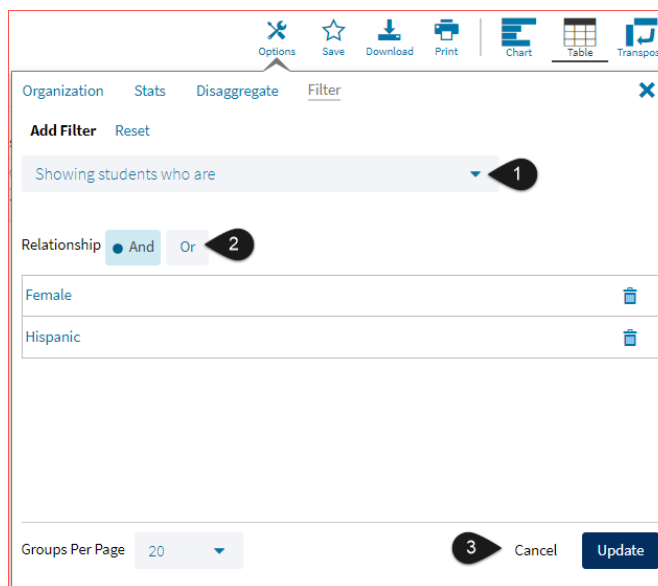 Options Save Download Print Chart Table Transpos
Organization Stats Disaggregate Filter
Add Filter Reset
Showing students who are 1
Relationship And Or 2
Female
Hispanic
Groups Per Page 20 3 Cancel Update